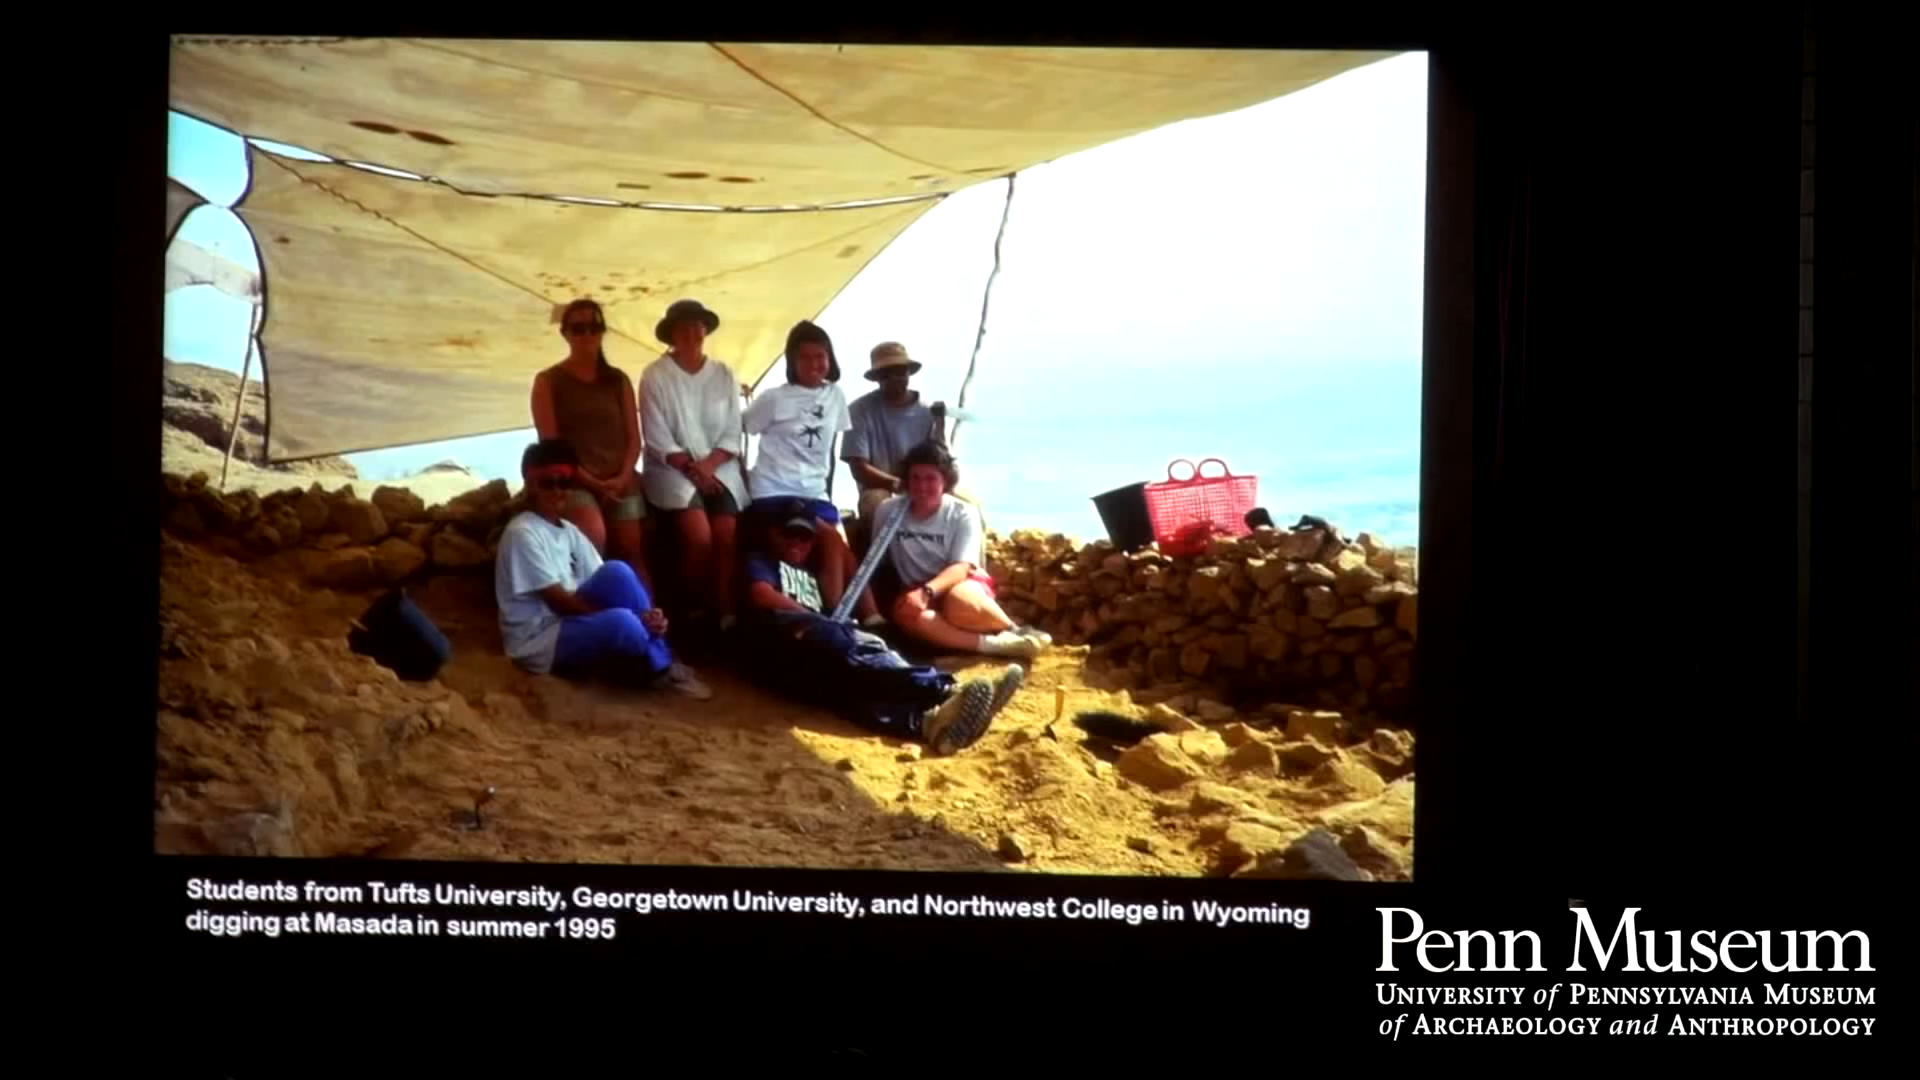 Students from Tufts University, Georgetown University, and Northwest College in Wyoming
digging at Masada in summer 1995
Penn Museum
UNIVERSITY of PENNSYLVANIA MUSEUM
of ARCHAEOLOGY and ANTHROPOLOGY